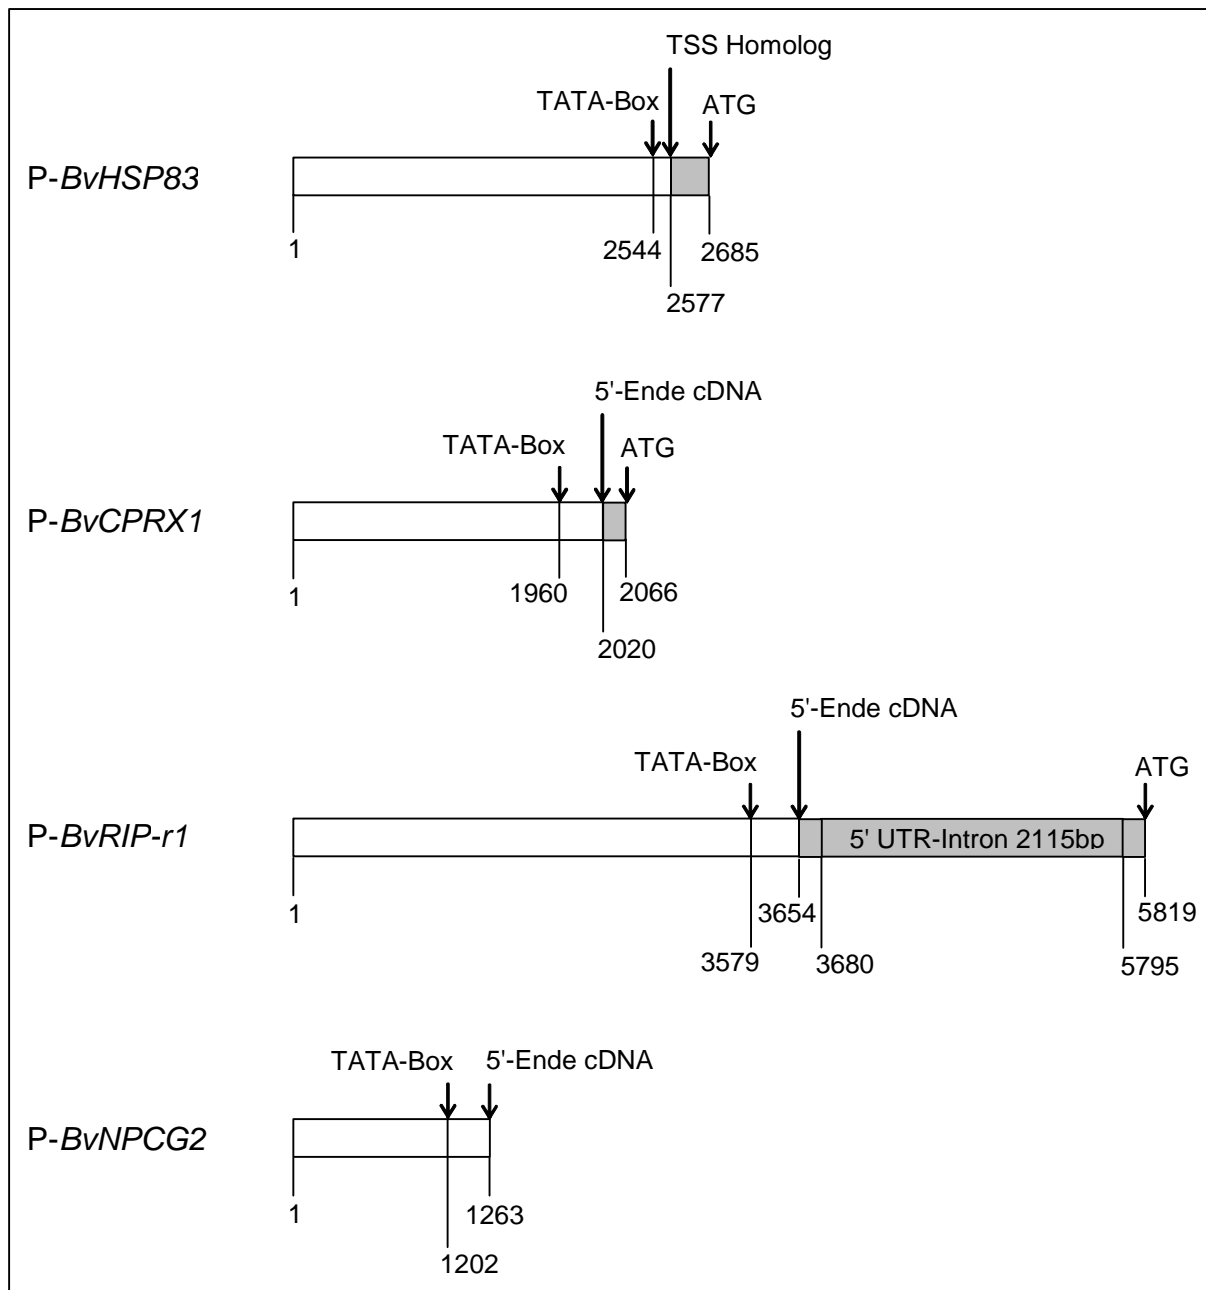 TSS Homolog
TATA-Box
ATG
P-BvHSP83
1
2544
2685
2577
5'-Ende cDNA
TATA-Box
ATG
P-BvCPRX1
1
1960
2066
2020
5'-Ende cDNA
TATA-Box
ATG
P-BvRIP-r1
5' UTR-Intron 2115bp
1
3654
5819
3579
3680
5795
TATA-Box
5'-Ende cDNA
P-BvNPCG2
1
1263
1202